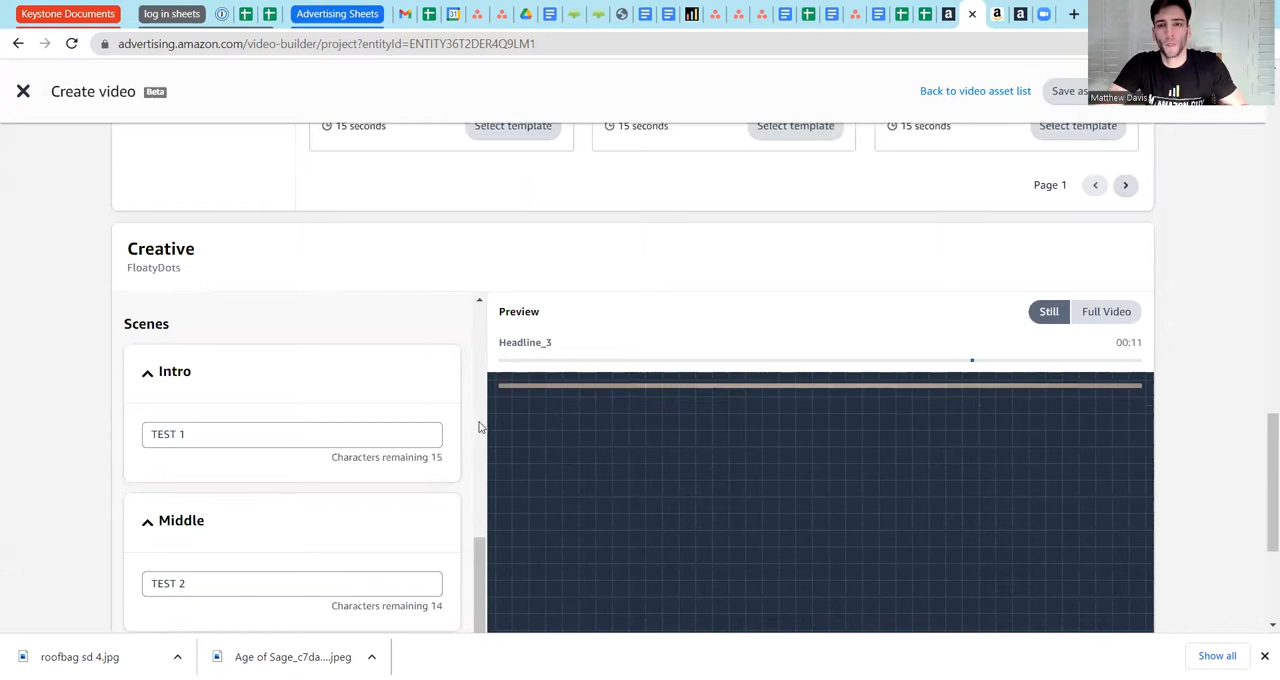 Keystone Documents
log in sheets
Advertising Sheets
advertising.amazon.com/video-builder/project?entityId=ENTITY36T2DER4Q9LM1
Create video Beta
Back to video asset list
Save as
Matthew Davis
15 seconds Select template
15 seconds Select template
15 seconds Select template
Page 1
Creative
FloatyDots
Scenes
Intro
TEST 1
Characters remaining 15
Middle
TEST 2
Characters remaining 14
Preview
Still Full Video
Headline_3 00:11
roofbag sd 4.jpg
Age of Sage_c7da....jpeg
Show all